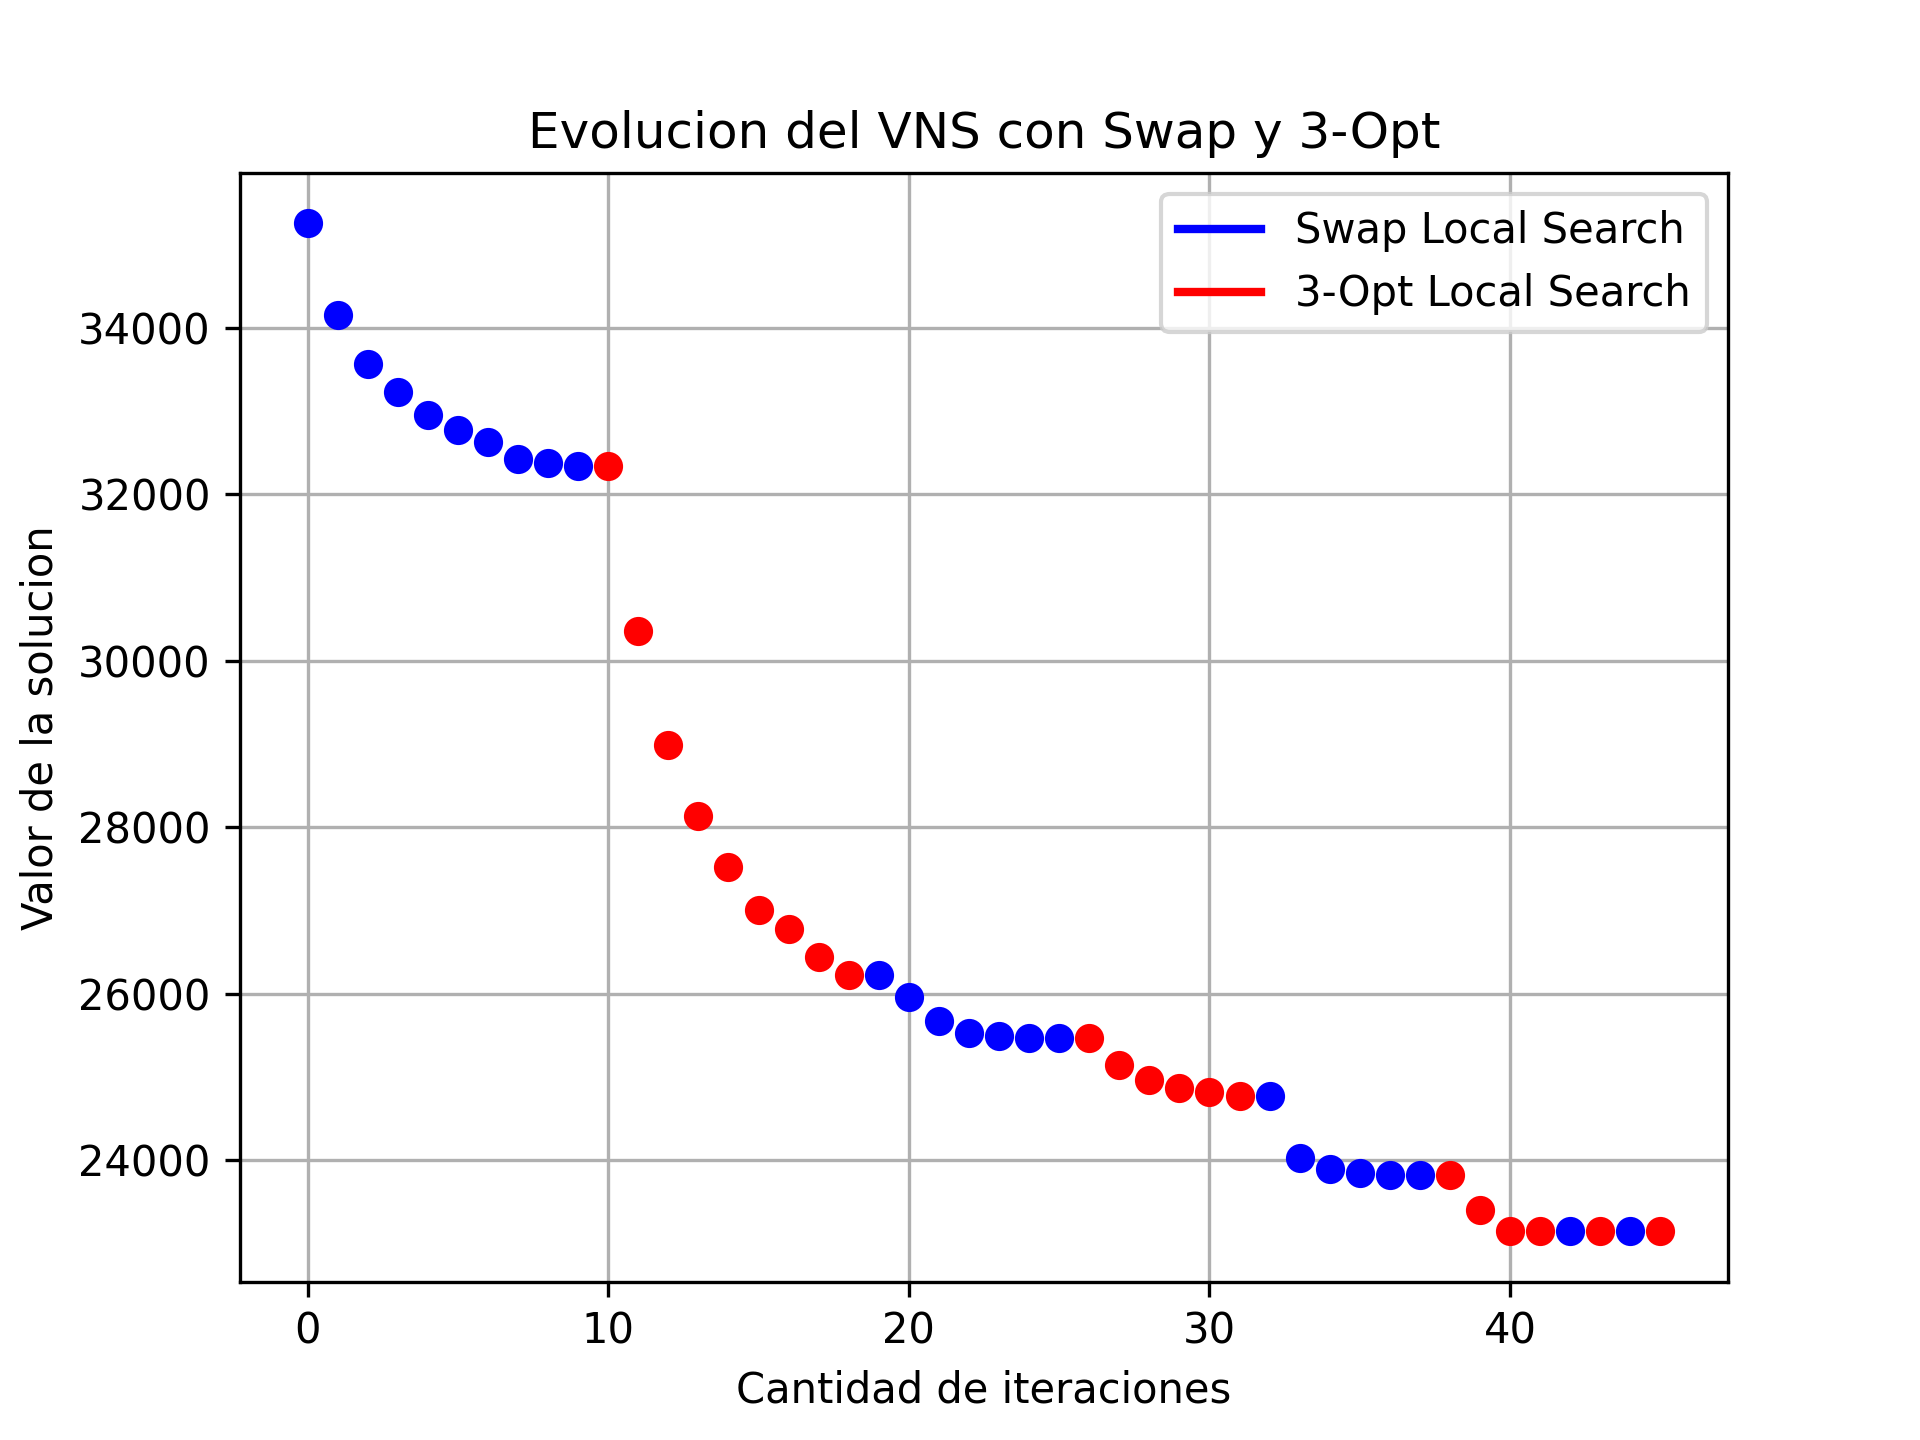 Evolucion del VNS con Swap y 3-Opt
Swap Local Search
3-Opt Local Search
Valor de la solucion
34000
32000
30000
28000
26000
24000
0 10 20 30 40
Cantidad de iteraciones